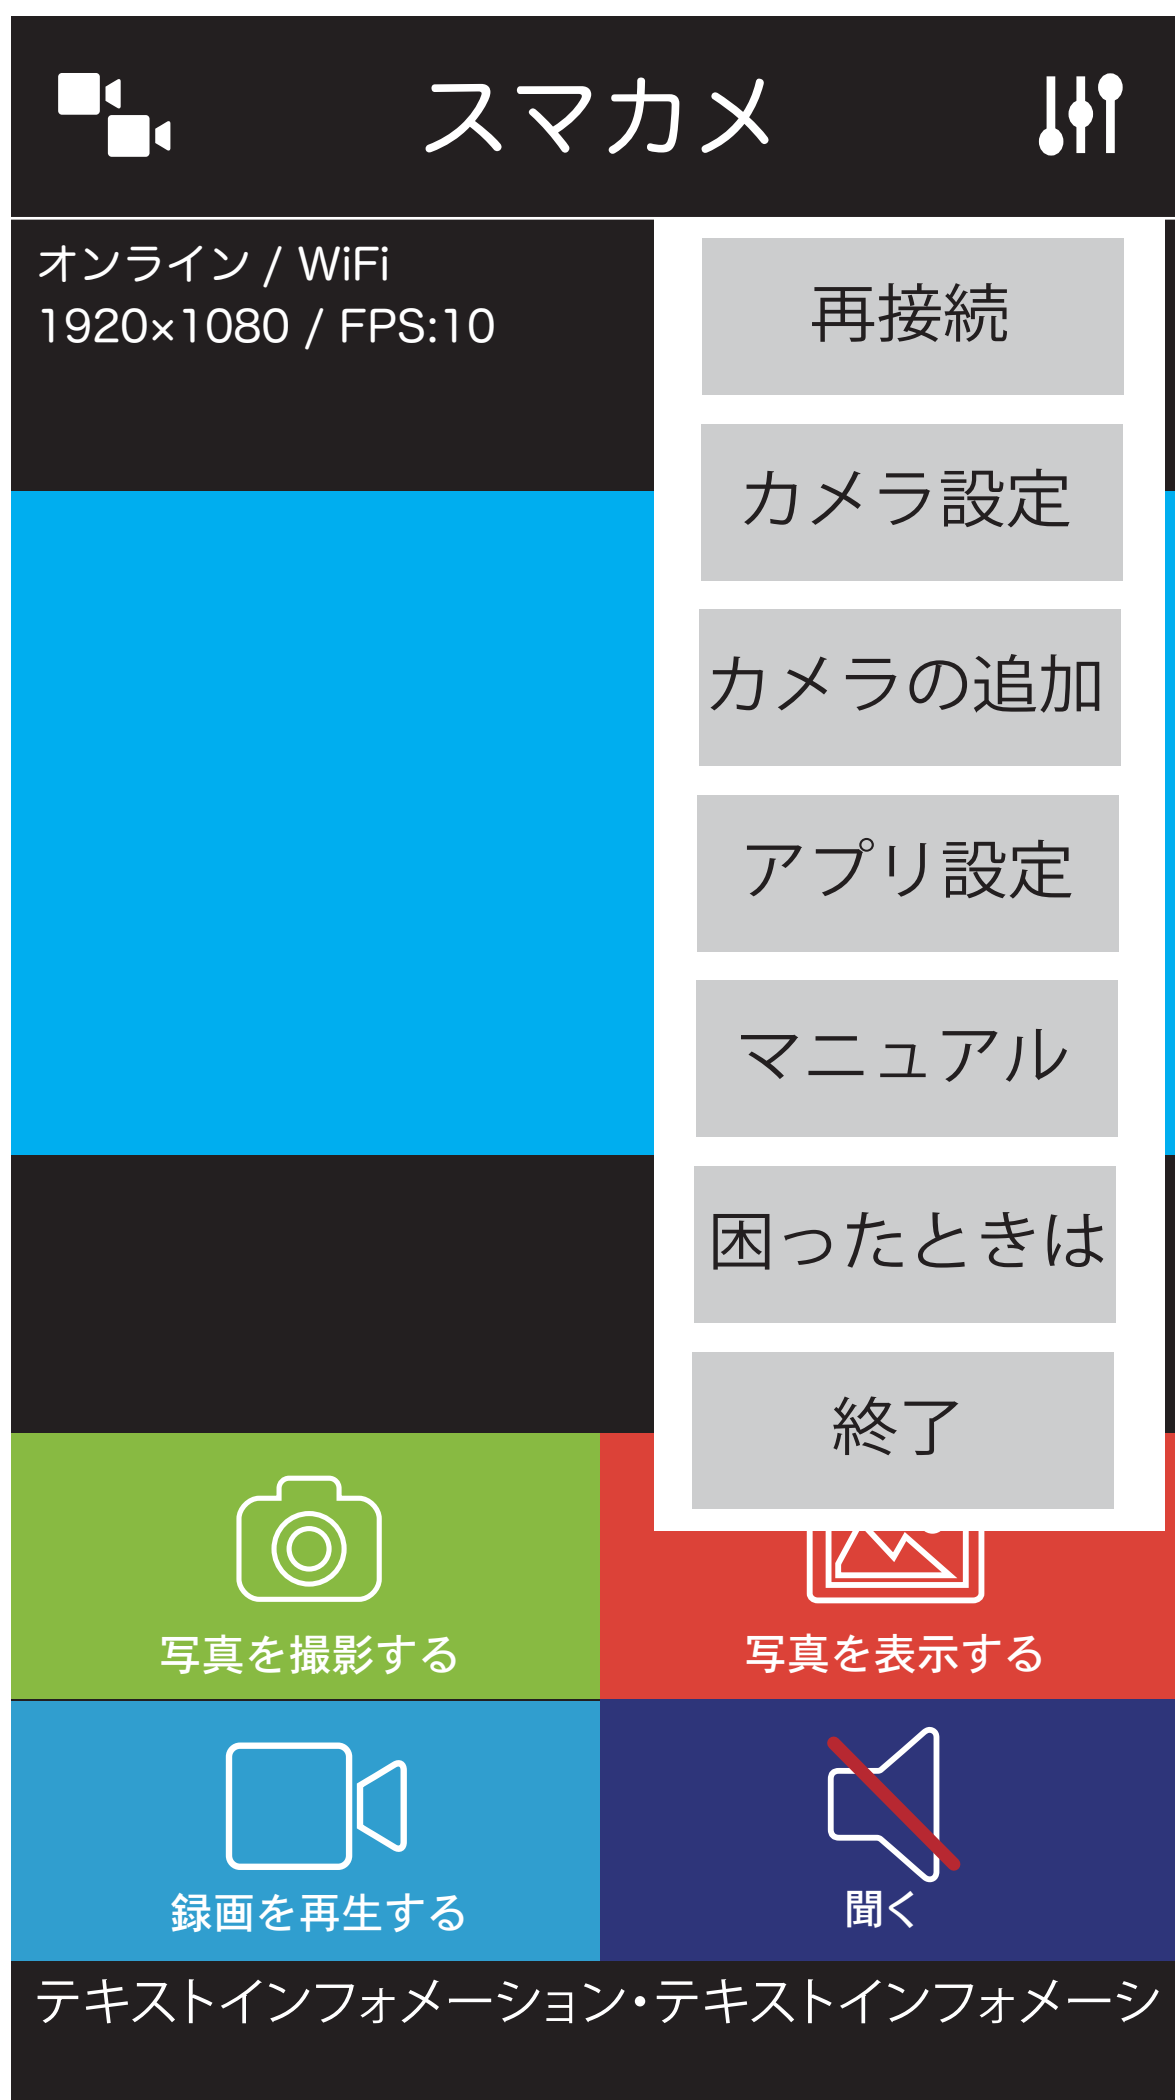 スマカメ
オンライン / WiFi
1920×1080 / FPS:10
再接続
カメラ設定
カメラの追加
アプリ設定
マニュアル
困ったときは
終了
写真を撮影する
写真を表示する
録画を再生する
聞く
テキストインフォメーション・テキストインフォメーシ